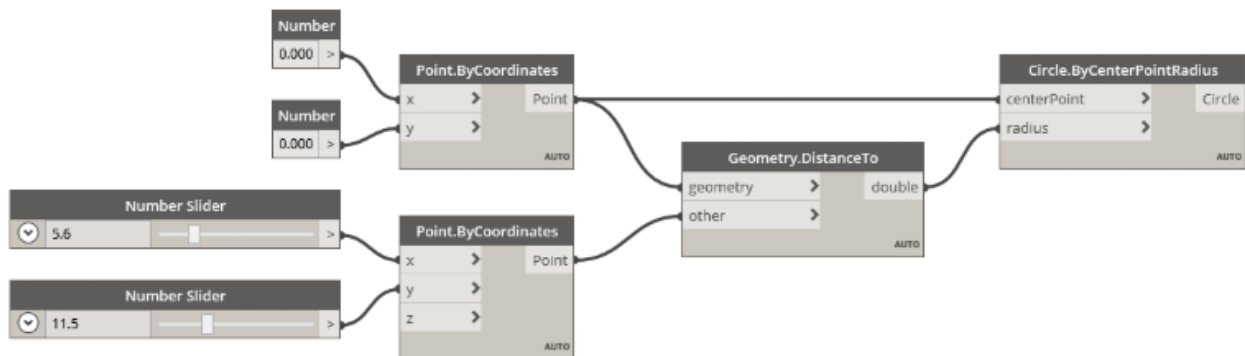 Number
0.000 >
Number
0.000 >
Point.ByCoordinates
x > Point
y >
AUTO
Circle.ByCenterPointRadius
centerPoint > Circle
radius >
AUTO
Geometry.DistanceTo
geometry > double
other >
AUTO
Number Slider
5.6 >
Number Slider
11.5 >
Point.ByCoordinates
x > Point
y >
z >
AUTO